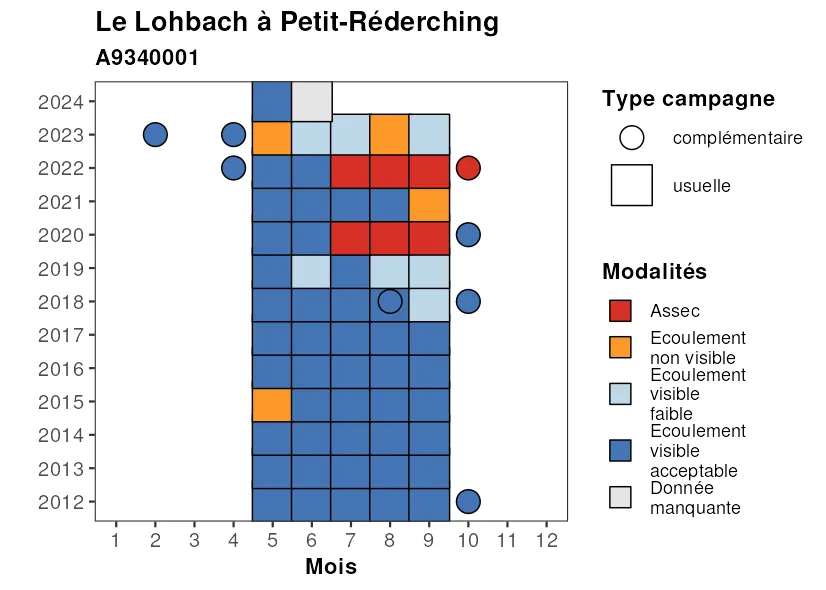 Le Lohbach à Petit-Réderching
A9340001
2024
2023
2022
2021
2020
2019
2018
2017
2016
2015
2014
2013
2012
1 2 3 4 5 6 7 8 9 10 11 12
Mois
Type campagne
complémentaire
usuelle
Modalités
Assec
Ecoulement
non visible
Ecoulement
visible
faible
Ecoulement
visible
acceptable
Donnée
manquante